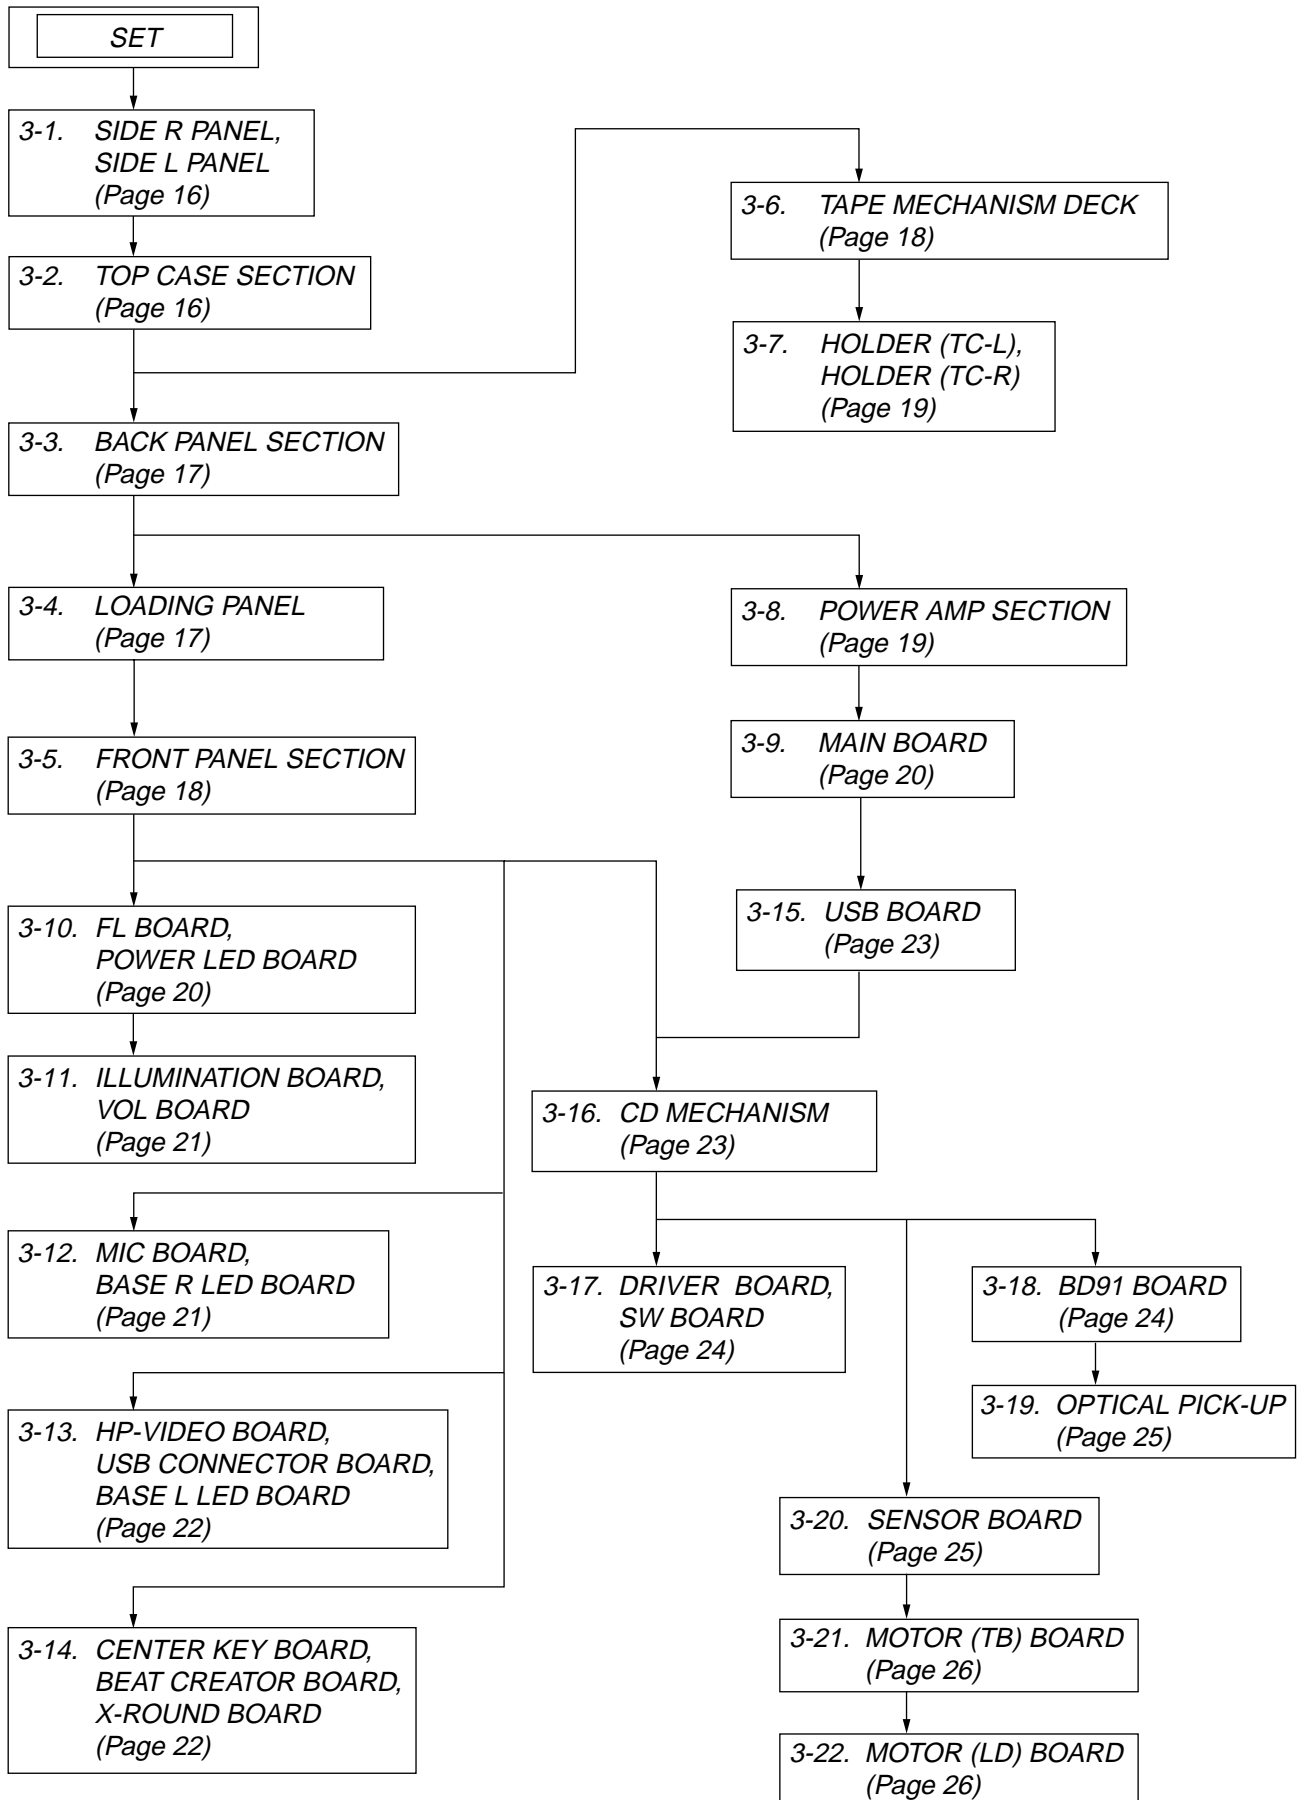 SET
3-1. SIDE R PANEL,
SIDE L PANEL
(Page 16)
3-2. TOP CASE SECTION
(Page 16)
3-3. BACK PANEL SECTION
(Page 17)
3-4. LOADING PANEL
(Page 17)
3-5. FRONT PANEL SECTION
(Page 18)
3-6. TAPE MECHANISM DECK
(Page 18)
3-7. HOLDER (TC-L),
HOLDER (TC-R)
(Page 19)
3-8. POWER AMP SECTION
(Page 19)
3-9. MAIN BOARD
(Page 20)
3-10. FL BOARD,
POWER LED BOARD
(Page 20)
3-11. ILLUMINATION BOARD,
VOL BOARD
(Page 21)
3-12. MIC BOARD,
BASE R LED BOARD
(Page 21)
3-13. HP-VIDEO BOARD,
USB CONNECTOR BOARD,
BASE L LED BOARD
(Page 22)
3-14. CENTER KEY BOARD,
BEAT CREATOR BOARD,
X-ROUND BOARD
(Page 22)
3-15. USB BOARD
(Page 23)
3-16. CD MECHANISM
(Page 23)
3-17. DRIVER BOARD,
SW BOARD
(Page 24)
3-18. BD91 BOARD
(Page 24)
3-19. OPTICAL PICK-UP
(Page 25)
3-20. SENSOR BOARD
(Page 25)
3-21. MOTOR (TB) BOARD
(Page 26)
3-22. MOTOR (LD) BOARD
(Page 26)